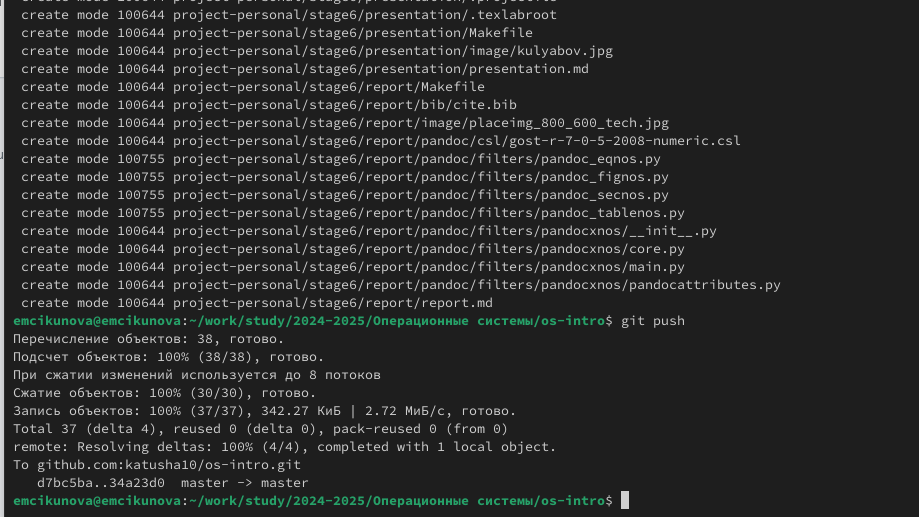 create mode 100644 project-personal/stage6/presentation/.texlabroot
create mode 100644 project-personal/stage6/presentation/Makefile
create mode 100644 project-personal/stage6/presentation/image/kulyabov.jpg
create mode 100644 project-personal/stage6/presentation/presentation.md
create mode 100644 project-personal/stage6/report/Makefile
create mode 100644 project-personal/stage6/report/bib/cite.bib
create mode 100644 project-personal/stage6/report/image/placeimg_800_600_tech.jpg
create mode 100644 project-personal/stage6/report/pandoc/csl/gost-r-7-0-5-2008-numeric.csl
create mode 100755 project-personal/stage6/report/pandoc/filters/pandoc_eqnos.py
create mode 100755 project-personal/stage6/report/pandoc/filters/pandoc_fignos.py
create mode 100755 project-personal/stage6/report/pandoc/filters/pandoc_secnos.py
create mode 100755 project-personal/stage6/report/pandoc/filters/pandoc_tablenos.py
create mode 100644 project-personal/stage6/report/pandoc/filters/pandocxnos/__init__.py
create mode 100644 project-personal/stage6/report/pandoc/filters/pandocxnos/core.py
create mode 100644 project-personal/stage6/report/pandoc/filters/pandocxnos/main.py
create mode 100644 project-personal/stage6/report/pandoc/filters/pandocxnos/pandocattributes.py
create mode 100644 project-personal/stage6/report/report.md
emcikunova@emcikunova:~/work/study/2024-2025/Операционные системы/os-intro$ git push
Перечисление объектов: 38, готово.
Подсчет объектов: 100% (38/38), готово.
При сжатии изменений используется до 8 потоков
Сжатие объектов: 100% (30/30), готово.
Запись объектов: 100% (37/37), 342.27 КиБ | 2.72 МиБ/с, готово.
Total 37 (delta 4), reused 0 (delta 0), pack-reused 0 (from 0)
remote: Resolving deltas: 100% (4/4), completed with 1 local object.
To github.com:katusha10/os-intro.git
d7bc5ba..34a23d0 master -> master
emcikunova@emcikunova:~/work/study/2024-2025/Операционные системы/os-intro$